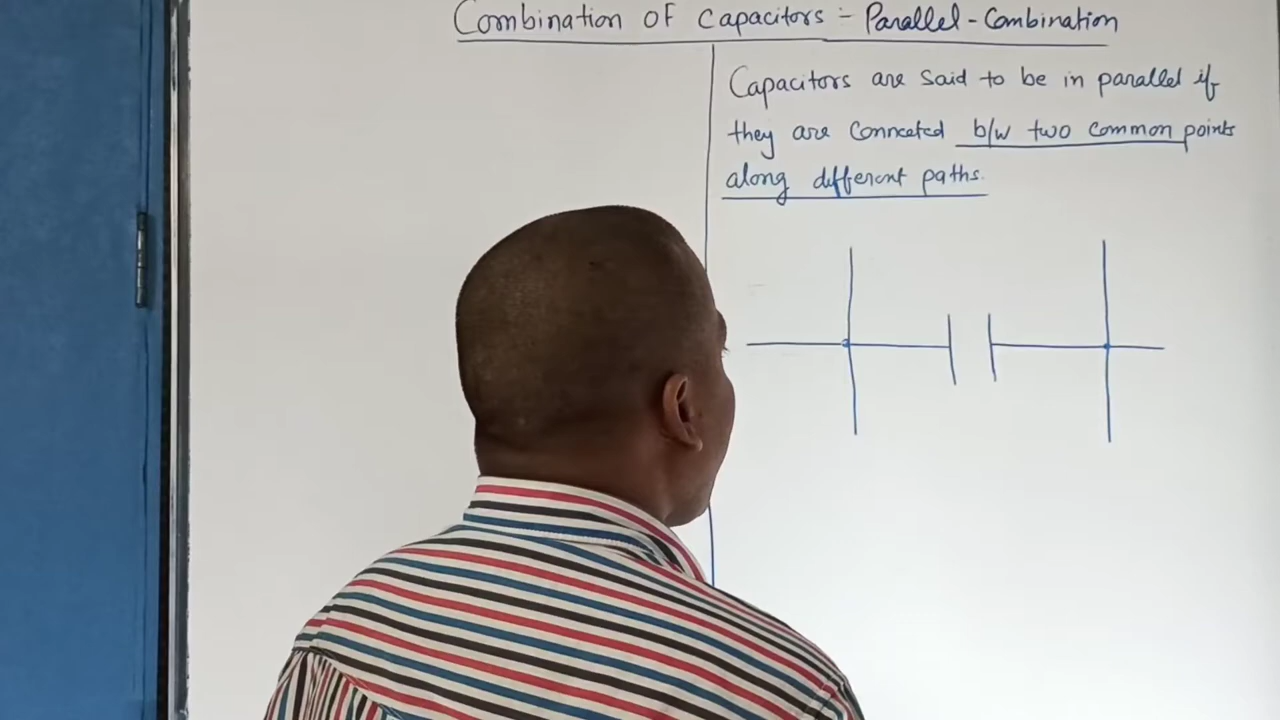 Combination of Capacitors :- Parallel-Combination
Capacitors are said to be in parallel if
they are conncated b/w two common points
along different paths.